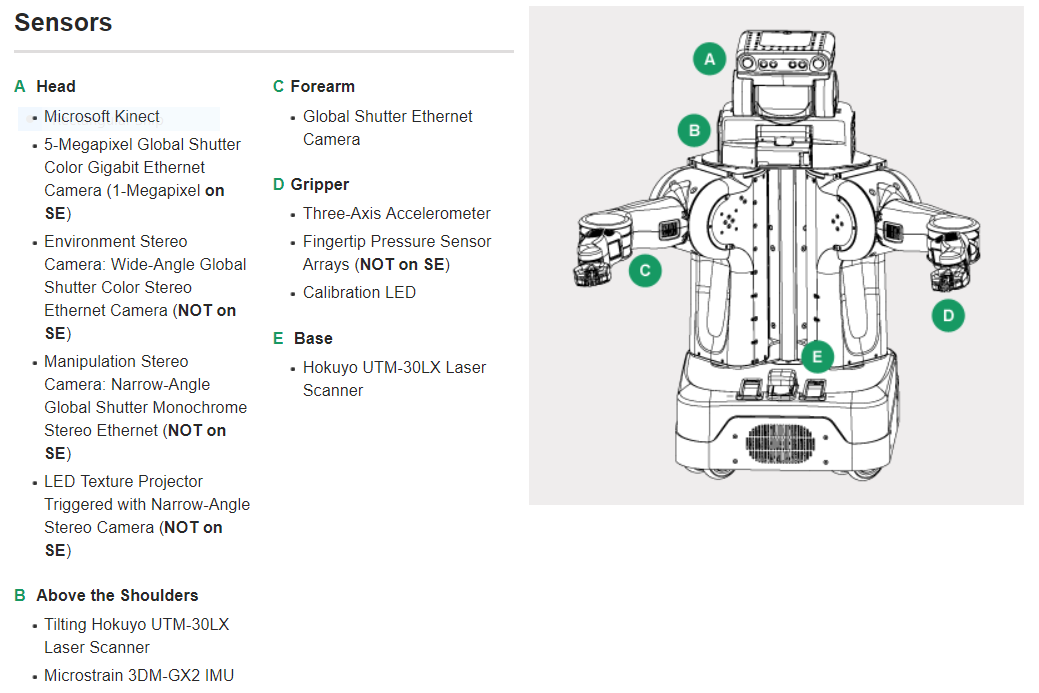 Sensors
A Head
Microsoft Kinect
5-Megapixel Global Shutter
Color Gigabit Ethernet
Camera (1-Megapixel on
SE)
Environment Stereo
Camera: Wide-Angle Global
Shutter Color Stereo
Ethernet Camera (NOT on
SE)
Manipulation Stereo
Camera: Narrow-Angle
Global Shutter Monochrome
Stereo Ethernet (NOT on
SE)
LED Texture Projector
Triggered with Narrow-Angle
Stereo Camera (NOT on
SE)
B Above the Shoulders
Tilting Hokuyo UTM-30LX
Laser Scanner
Microstrain 3DM-GX2 IMU
C Forearm
Global Shutter Ethernet
Camera
D Gripper
Three-Axis Accelerometer
Fingertip Pressure Sensor
Arrays (NOT on SE)
Calibration LED
E Base
Hokuyo UTM-30LX Laser
Scanner
A
B
C
D
E